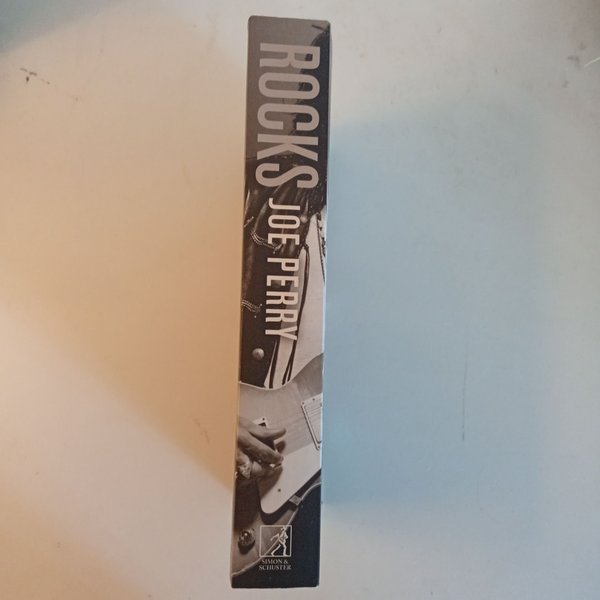 ROCKS
JOE PERRY
SIMON &
SCHUSTER